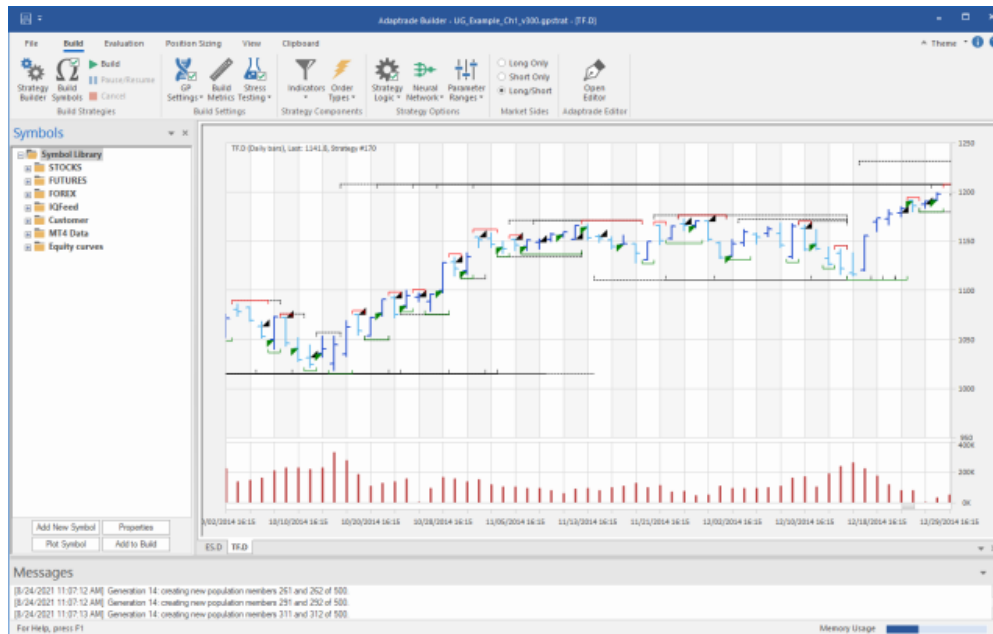 Adaptrade Builder - UG_Example_Ch1_v300.gpstrat - [TF.D]
File Build Evaluation Position Sizing View Clipboard Theme
Strategy Builder
Build Symbols
Build
Pause/Resume
Cancel
Build Strategies
GP Settings
Build Metrics
Stress Testing
Build Settings
Indicators
Order Types
Strategy Components
Strategy Logic
Neural Network
Parameter Ranges
Strategy Options
Long Only
Short Only
Long/Short
Market Sides
Open Editor
Adaptrade Editor
Symbols
Symbol Library
STOCKS
FUTURES
FOREX
IQFeed
Customer
MT4 Data
Equity curves
Add New Symbol Properties
Plot Symbol Add to Build
TF.D (Daily bars), Last: 1141.8, Strategy #170
1250
1200
1150
1100
1050
1000
950
400K
200K
0K
0/02/2014 16:15 10/10/2014 16:15 10/20/2014 16:15 10/28/2014 16:15 11/05/2014 16:15 11/13/2014 16:15 11/21/2014 16:15 12/02/2014 16:15 12/10/2014 16:15 12/18/2014 16:15 12/29/2014 16:15
ES.D TF.D
Messages
[8/24/2021 11:07:12 AM] Generation 14: creating new population members 261 and 262 of 500.
[8/24/2021 11:07:12 AM] Generation 14: creating new population members 291 and 292 of 500.
[8/24/2021 11:07:13 AM] Generation 14: creating new population members 311 and 312 of 500.
For Help, press F1 Memory Usage